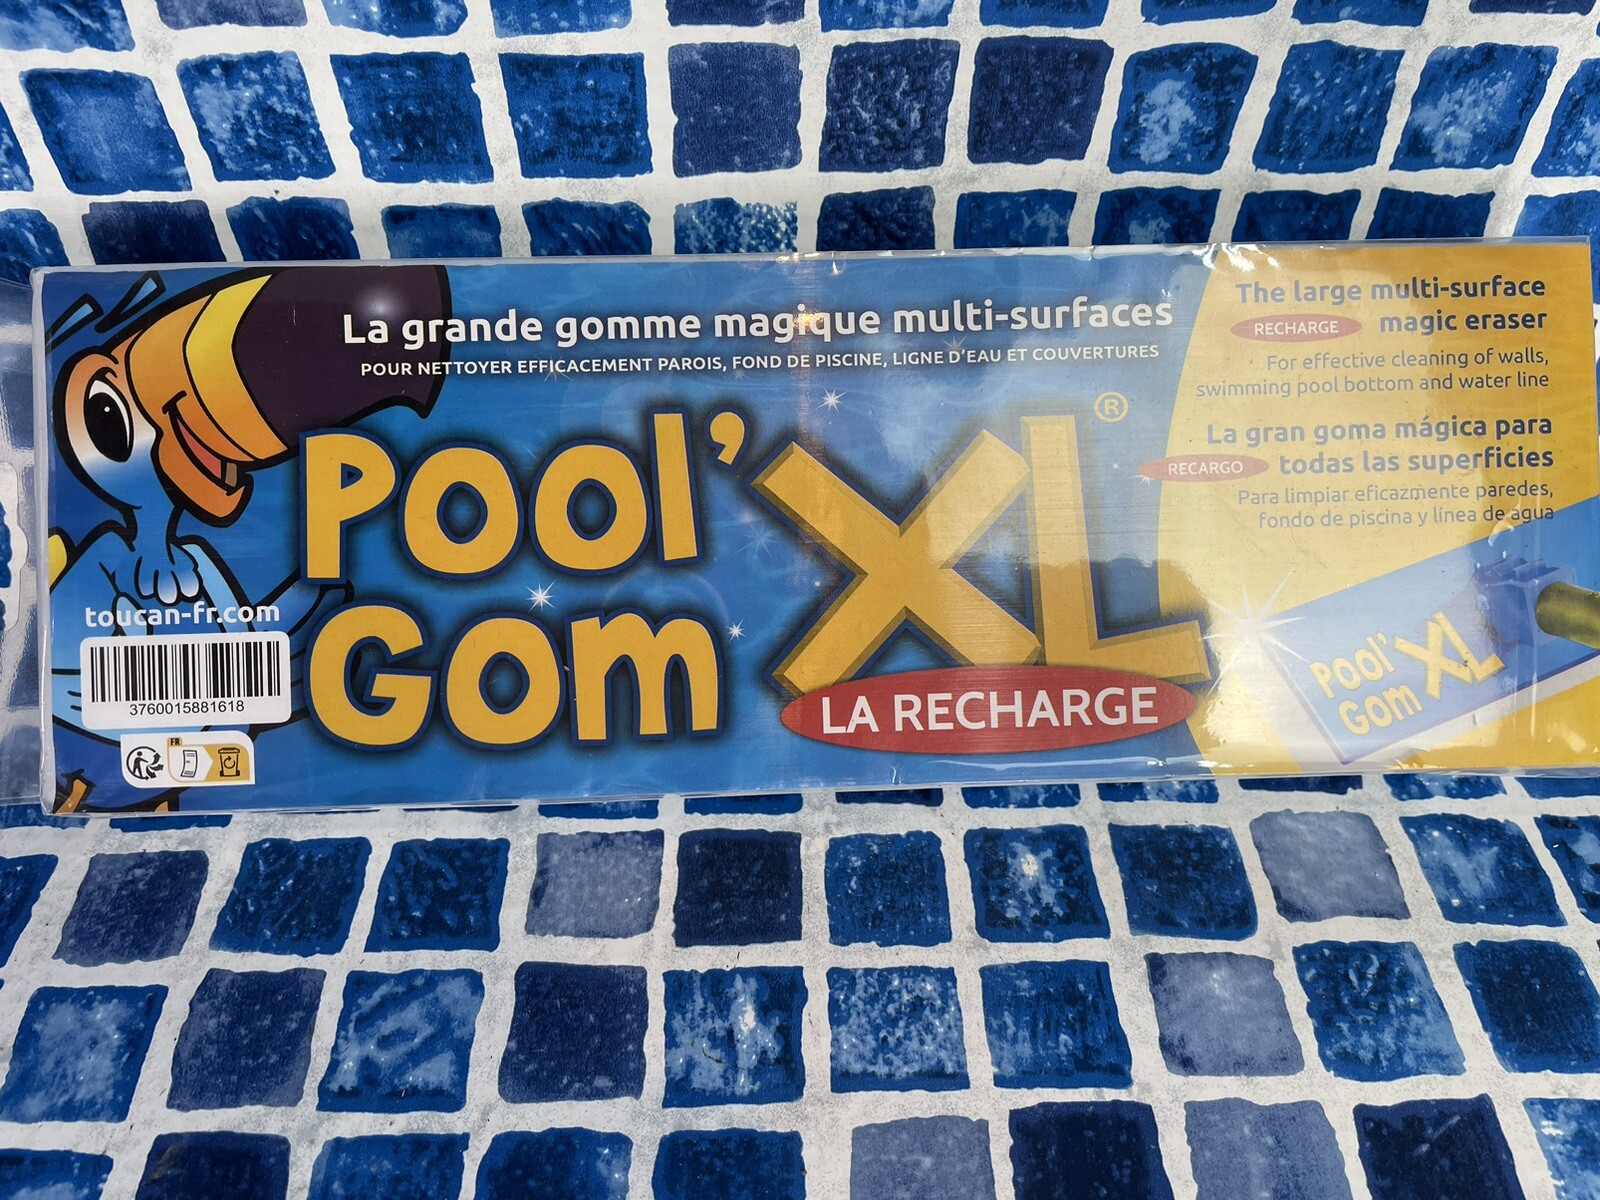 La grande gomme magique multi-surfaces
POUR NETTOYER EFFICACEMENT PAROIS, FOND DE PISCINE, LIGNE D'EAU ET COUVERTURES
POOL'
GOM
XL®
LA RECHARGE
The large multi-surface
RECHARGE magic eraser
For effective cleaning of walls,
swimming pool bottom and water line
La gran goma mágica para
RECARGO todas las superficies
Para limpiar eficazmente paredes,
fondo de piscina y línea de agua
Pool'
Gom XL
toucan-fr.com
3760015881618
FR